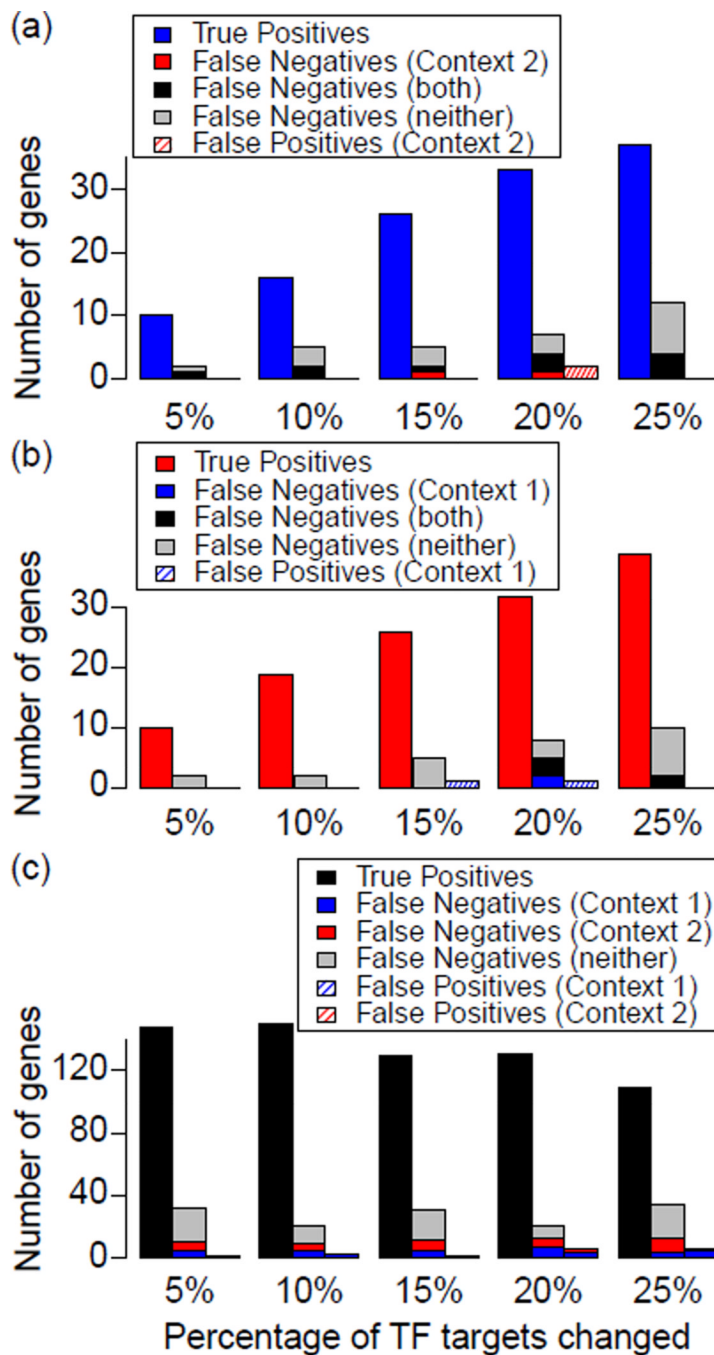 (a)
True Positives
False Negatives (Context 2)
False Negatives (both)
False Negatives (neither)
False Positives (Context 2)
Number of genes
30
20
10
0
5% 10% 15% 20% 25%
(b)
True Positives
False Negatives (Context 1)
False Negatives (both)
False Negatives (neither)
False Positives (Context 1)
Number of genes
30
20
10
0
5% 10% 15% 20% 25%
(c)
True Positives
False Negatives (Context 1)
False Negatives (Context 2)
False Negatives (neither)
False Positives (Context 1)
False Positives (Context 2)
Number of genes
120
80
40
0
5% 10% 15% 20% 25%
Percentage of TF targets changed